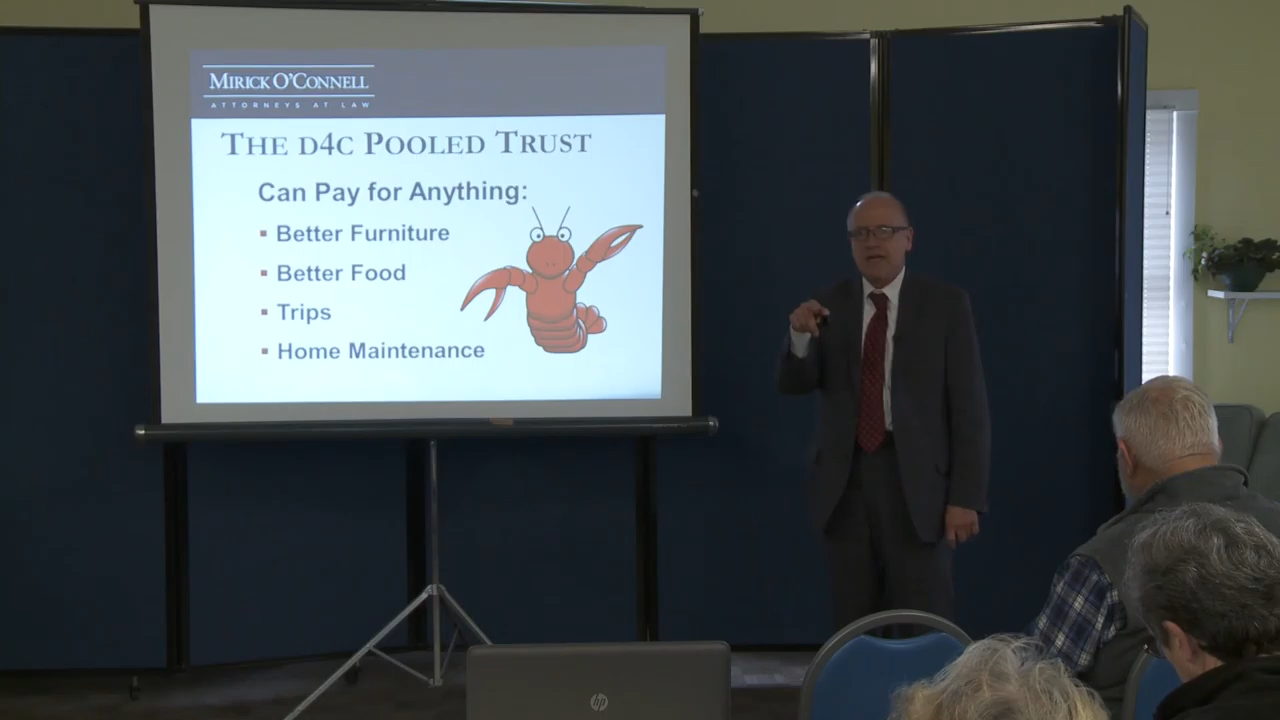 MIRICK O'CONNELL
ATTORNEYS AT LAW
THE D4C POOLED TRUST
Can Pay for Anything:
▪ Better Furniture
▪ Better Food
▪ Trips
▪ Home Maintenance
hp